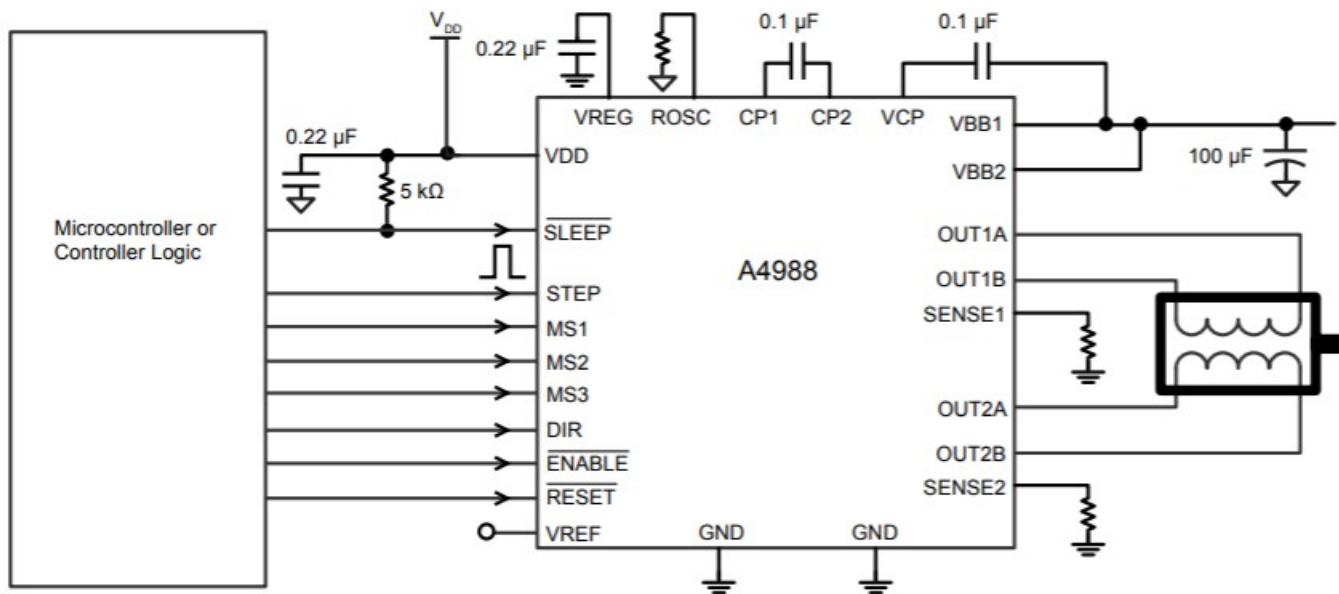 V_DD
0.22 µF
0.1 µF
0.1 µF
VREG
ROSC
CP1
CP2
VCP
VBB1
0.22 µF
VDD
100 µF
VBB2
5 kΩ
Microcontroller or
Controller Logic
SLEEP
OUT1A
A4988
OUT1B
STEP
SENSE1
MS1
MS2
MS3
OUT2A
DIR
OUT2B
ENABLE
SENSE2
RESET
VREF
GND
GND